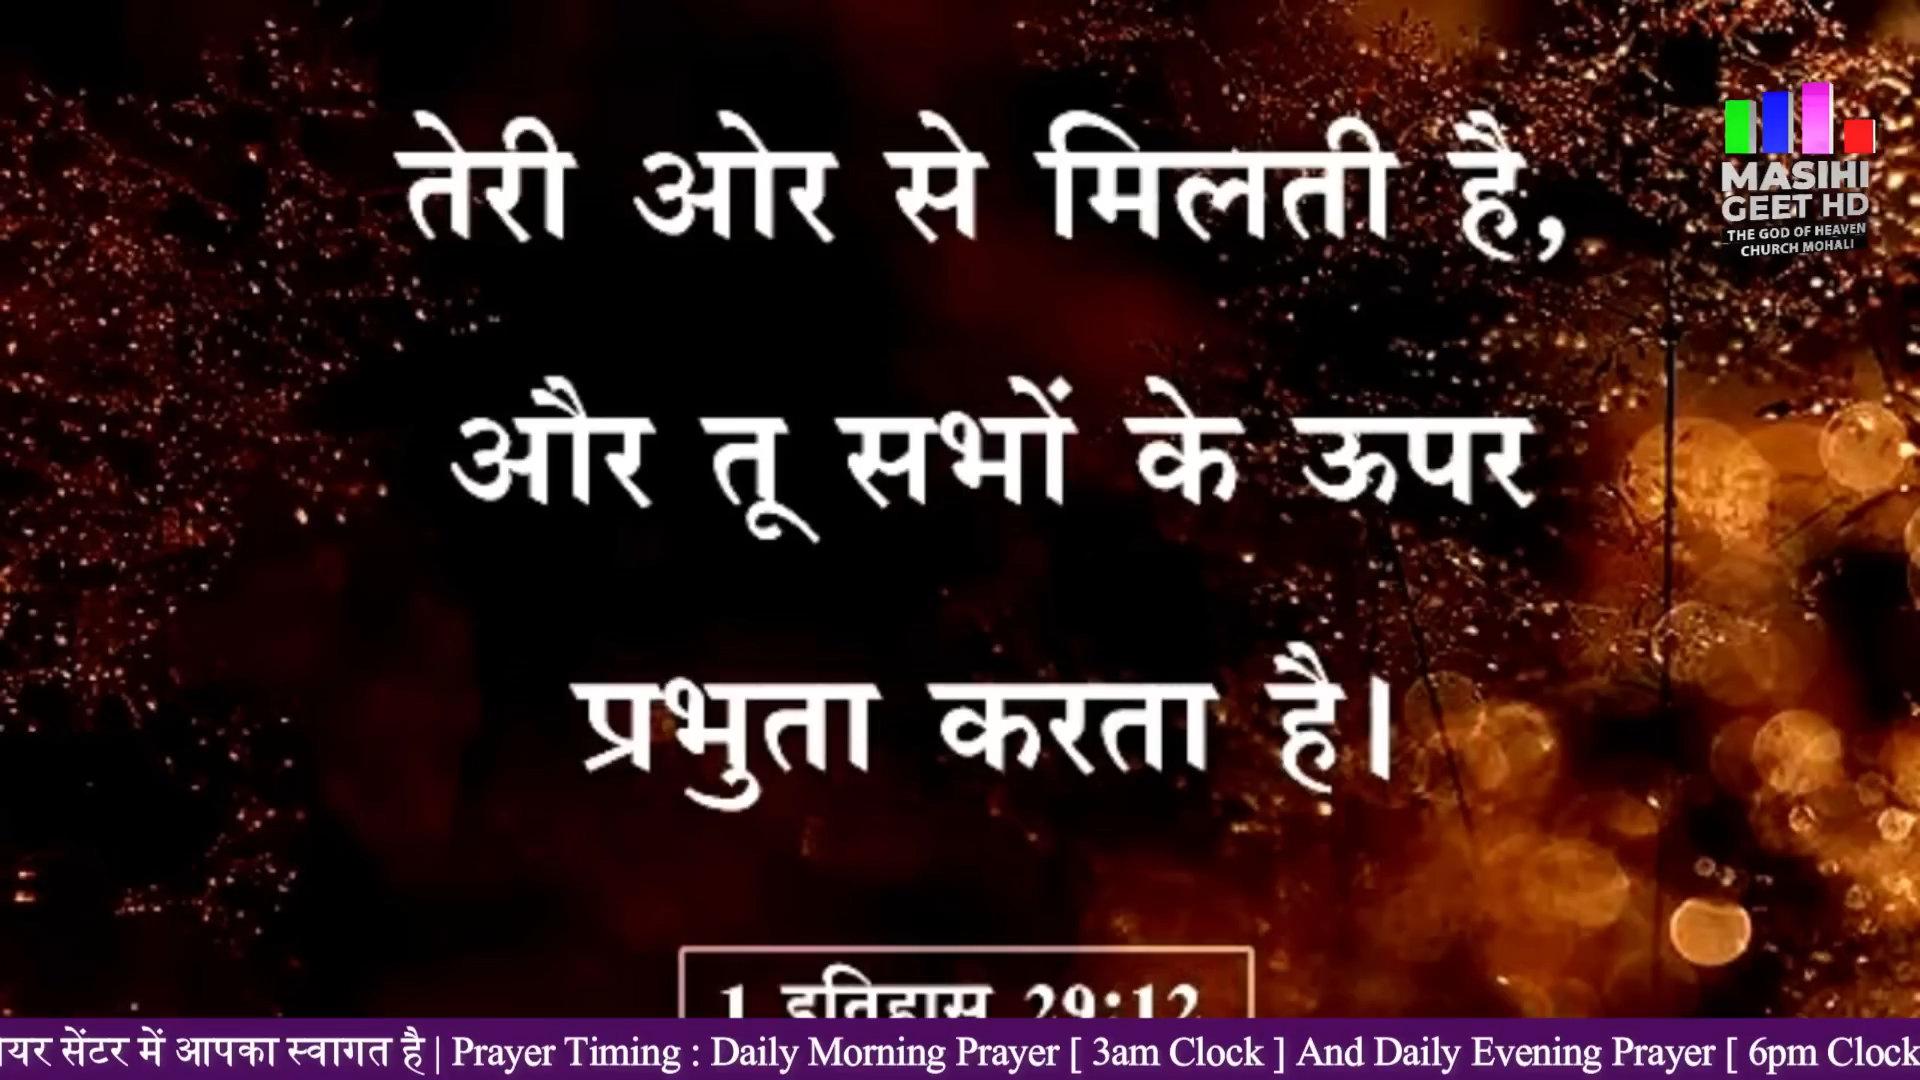 तेरी ओर से मिलती है,
और तू सभों के ऊपर
प्रभुता करता है।
1 इतिहास 29:12
MASIHI
GEET HD
THE GOD OF HEAVEN
CHURCH MOHALI
सेंटर में आपका स्वागत है | Prayer Timing : Daily Morning Prayer [ 3am Clock ] And Daily Evening Prayer [ 6pm Clock